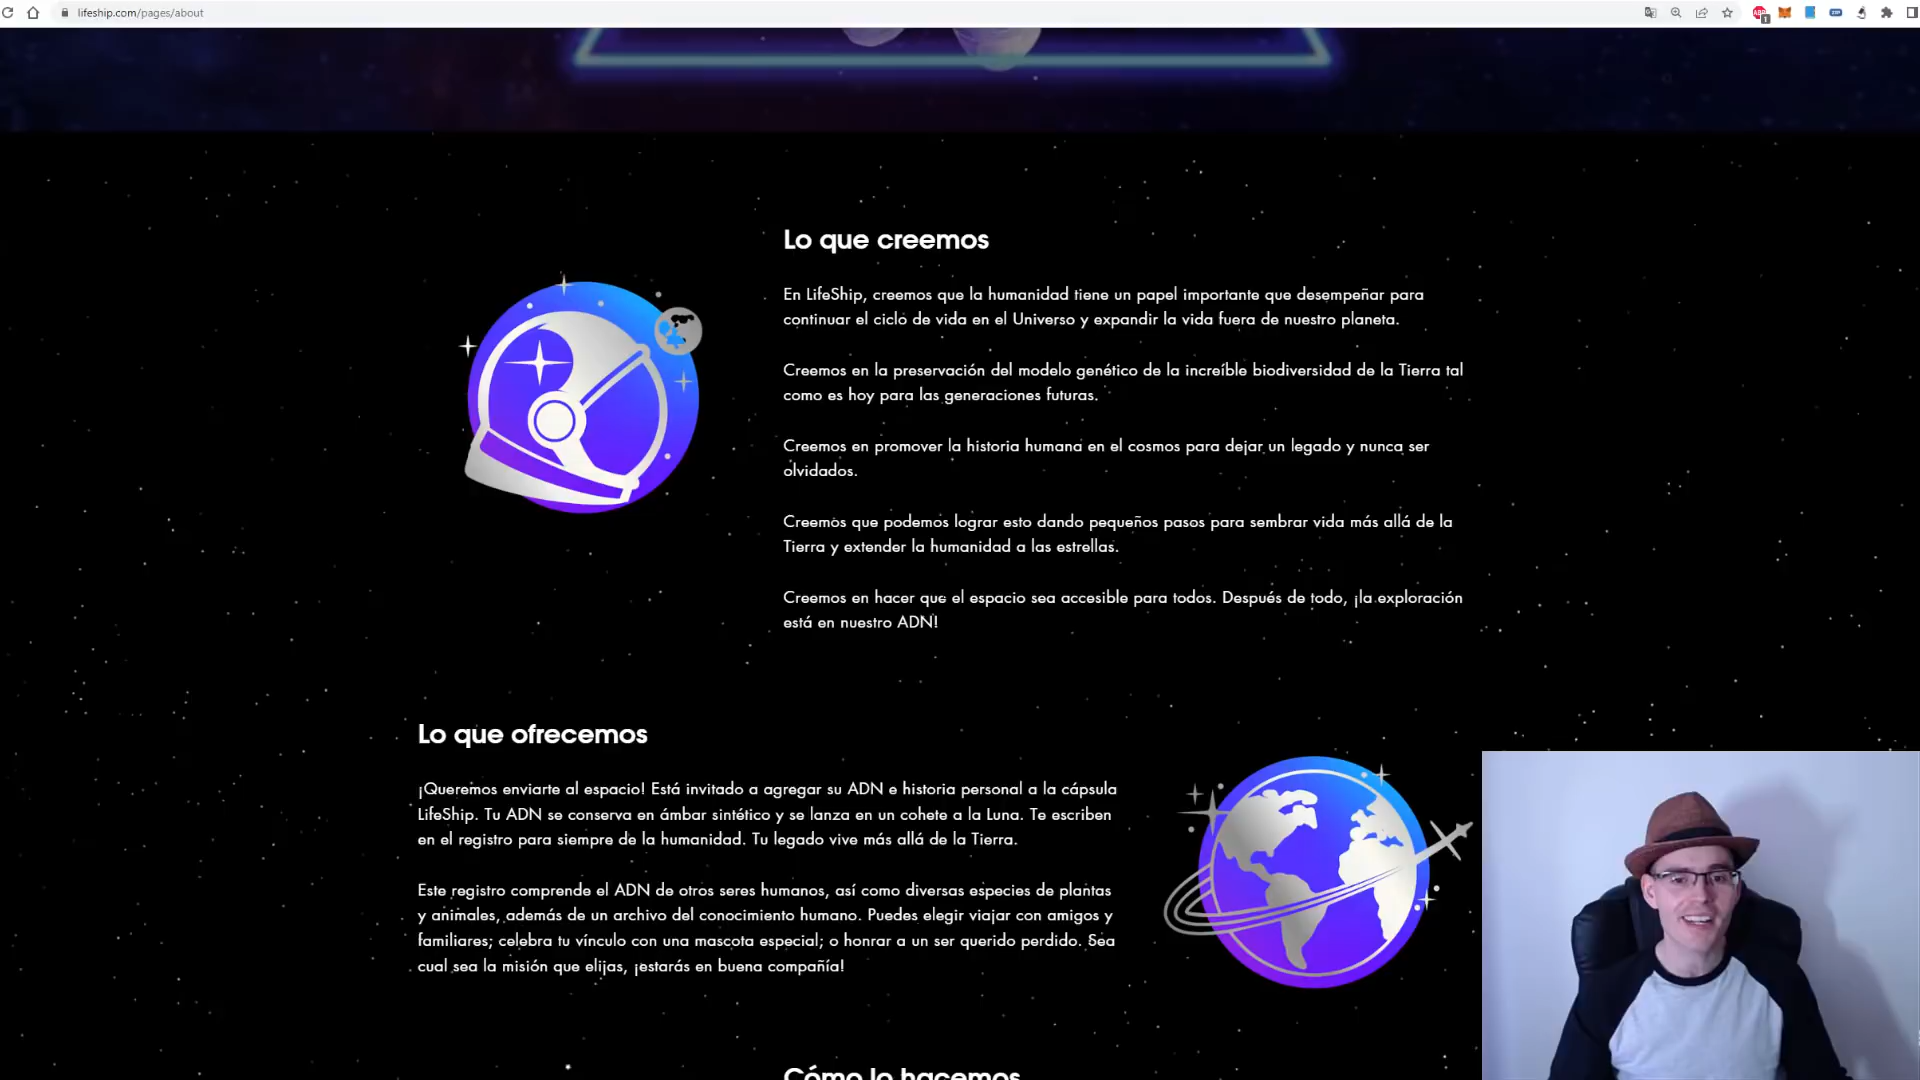 lifeship.com/pages/about
Lo que creemos
En LifeShip, creemos que la humanidad tiene un papel importante que desempeñar para
continuar el ciclo de vida en el Universo y expandir la vida fuera de nuestro planeta.
Creemos en la preservación del modelo genético de la increíble biodiversidad de la Tierra tal
como es hoy para las generaciones futuras.
Creemos en promover la historia humana en el cosmos para dejar un legado y nunca ser
olvidados.
Creemos que podemos lograr esto dando pequeños pasos para sembrar vida más allá de la
Tierra y extender la humanidad a las estrellas.
Creemos en hacer que el espacio sea accesible para todos. Después de todo, ¡la exploración
está en nuestro ADN!
Lo que ofrecemos
¡Queremos enviarte al espacio! Está invitado a agregar su ADN e historia personal a la cápsula
LifeShip. Tu ADN se conserva en ámbar sintético y se lanza en un cohete a la Luna. Te escriben
en el registro para siempre de la humanidad. Tu legado vive más allá de la Tierra.
Este registro comprende el ADN de otros seres humanos, así como diversas especies de plantas
y animales, además de un archivo del conocimiento humano. Puedes elegir viajar con amigos y
familiares; celebra tu vínculo con una mascota especial; o honrar a un ser querido perdido. Sea
cual sea la misión que elijas, ¡estarás en buena compañía!
Cómo lo hacemos